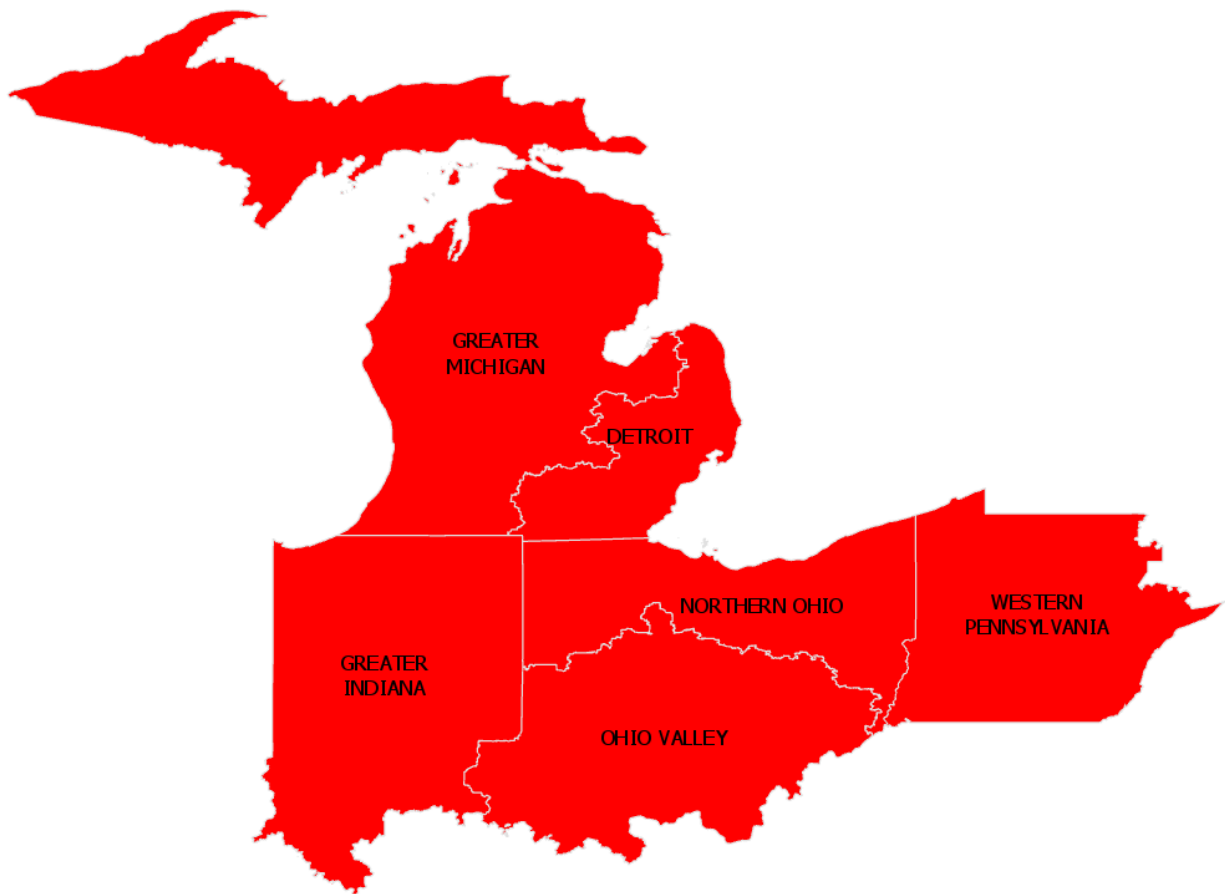 GREATER
MICHIGAN
DETROIT
NORTHERN OHIO
WESTERN
PENNSYLVANIA
GREATER
INDIANA
OHIO VALLEY